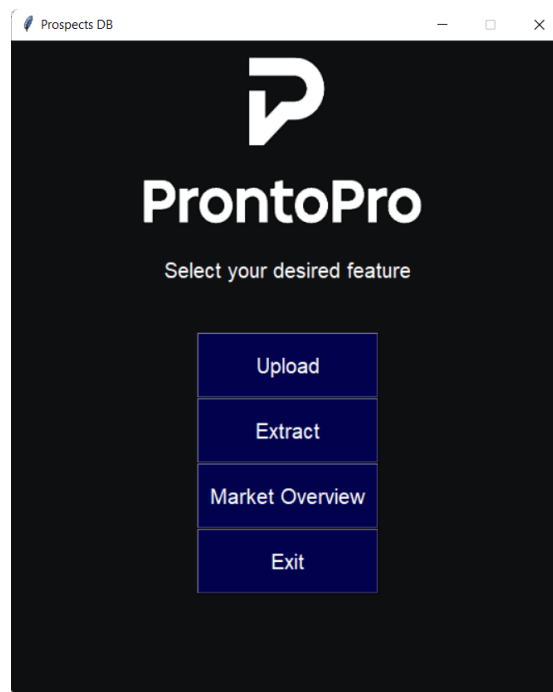 Prospects DB
ProntoPro
Select your desired feature
Upload
Extract
Market Overview
Exit